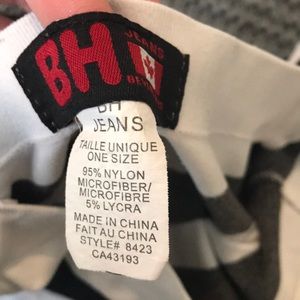 BH
JEANS
BH
JEANS
TAILLE UNIQUE
ONE SIZE
95% NYLON
MICROFIBER/
MICROFIBRE
5% LYCRA
MADE IN CHINA
FAIT AU CHINA
STYLE# 8423
CA43193